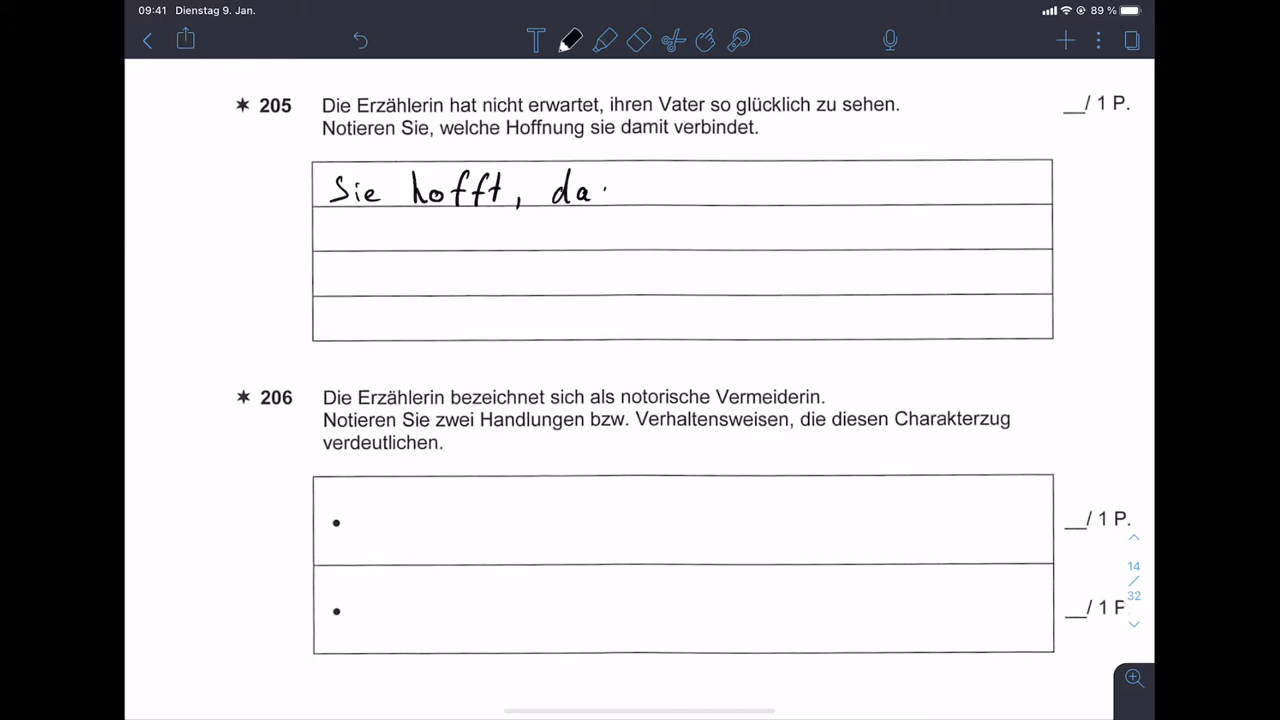 09:41 Dienstag 9. Jan. 89 %
★ 205 Die Erzählerin hat nicht erwartet, ihren Vater so glücklich zu sehen. __/ 1 P.
Notieren Sie, welche Hoffnung sie damit verbindet.
Sie hofft, da
★ 206 Die Erzählerin bezeichnet sich als notorische Vermeiderin.
Notieren Sie zwei Handlungen bzw. Verhaltensweisen, die diesen Charakterzug
verdeutlichen.
• __/ 1 P.
14
/
32
• __/ 1 P